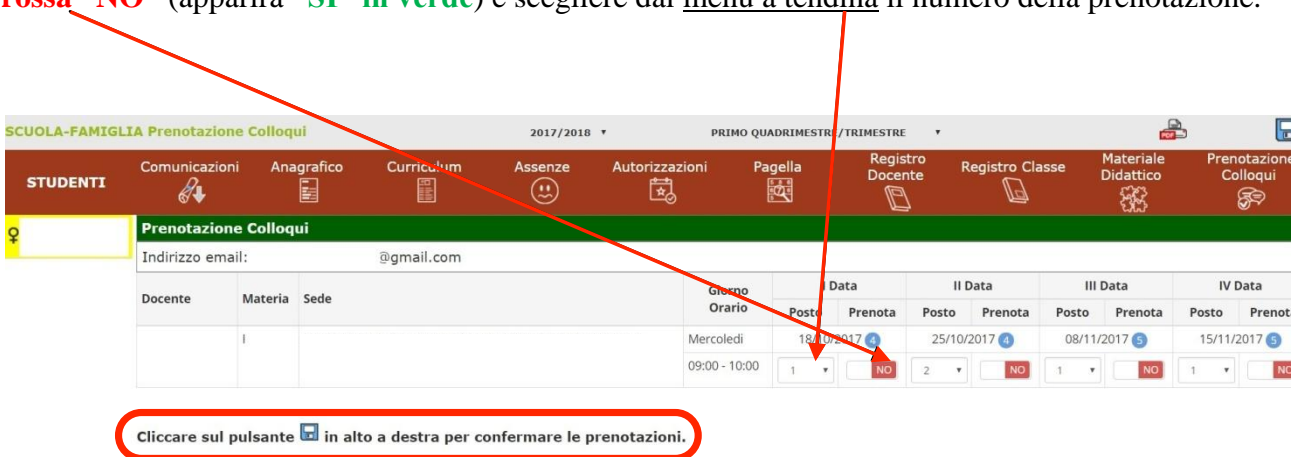 rossa "NO" (apparirà "SI" in verde) e scegliere dal menù a tendina il numero della prenotazione.
SCUOLA-FAMIGLIA Prenotazione Colloqui 2017/2018 PRIMO QUADRIMESTRE/TRIMESTRE PDF
STUDENTI Comunicazioni Anagrafico Curriculum Assenze Autorizzazioni Pagella Registro Docente Registro Classe Materiale Didattico Prenotazione Colloqui
Prenotazione Colloqui
Indirizzo email: @gmail.com
Docente Materia Sede Giorno Orario I Data II Data III Data IV Data
Posto Prenota Posto Prenota Posto Prenota Posto Prenota
I Mercoledi 18/10/2017 4 25/10/2017 4 08/11/2017 5 15/11/2017 5
09:00 - 10:00 1 NO 2 NO 1 NO 1 NO
Cliccare sul pulsante in alto a destra per confermare le prenotazioni.